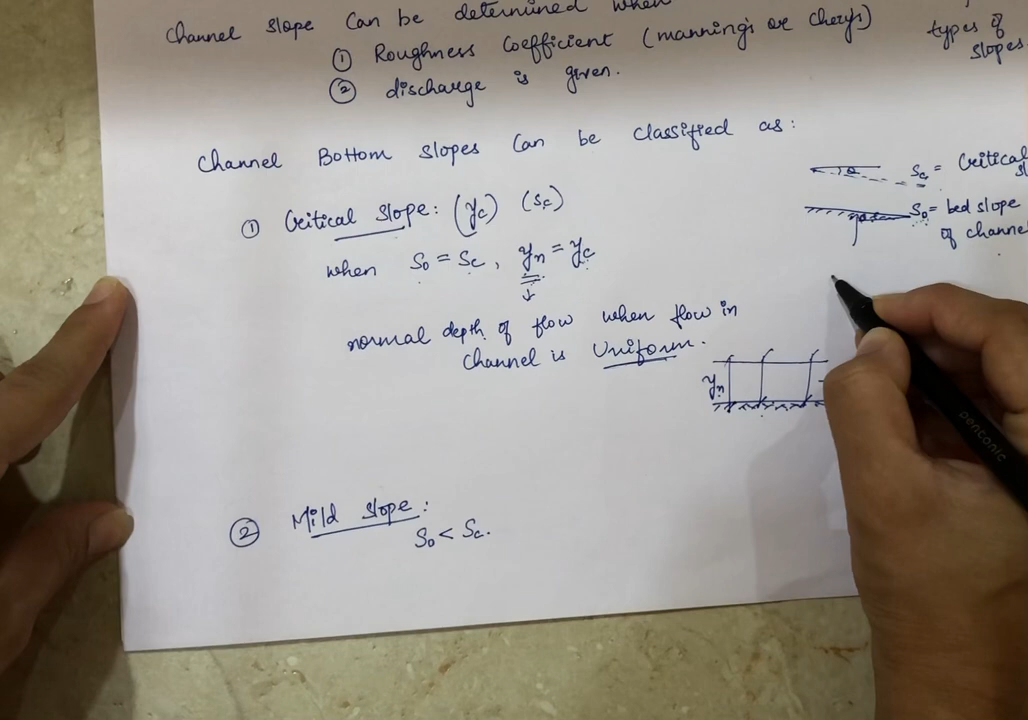 Channel slope can be determined when
① Roughness Coefficient (manning's or chezy's)
② discharge is given.
types of
slopes
Channel Bottom slopes can be classified as:
① Critical slope: (yc) (Sc)
when So = Sc, yn = yc
normal depth of flow when flow in
channel is Uniform.
Sc = Critical
So = bed slope
of channel
yn
② Mild slope:
So < Sc.
pentonic